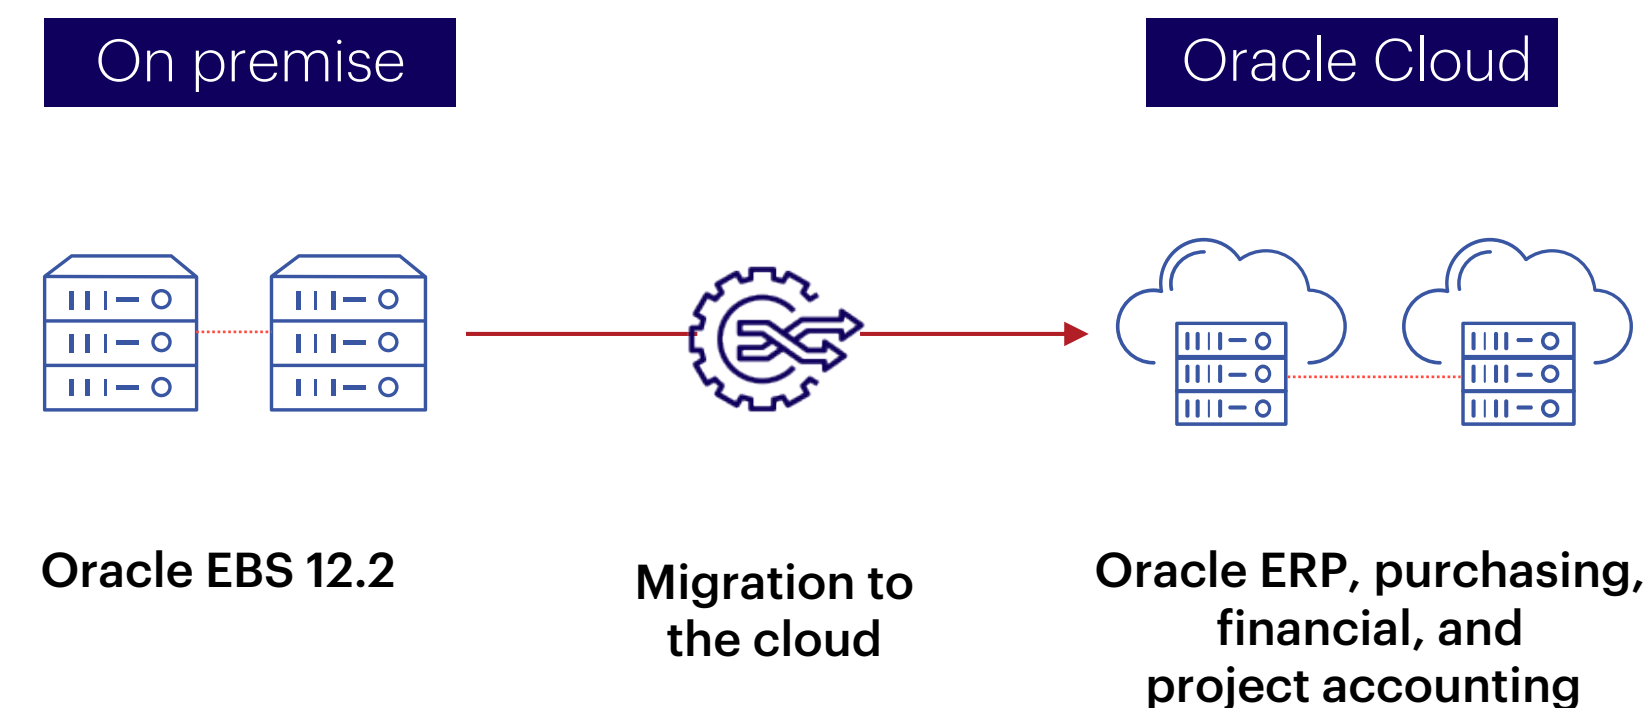 On premise
Oracle Cloud
Oracle EBS 12.2
Migration to
the cloud
Oracle ERP, purchasing,
financial, and
project accounting